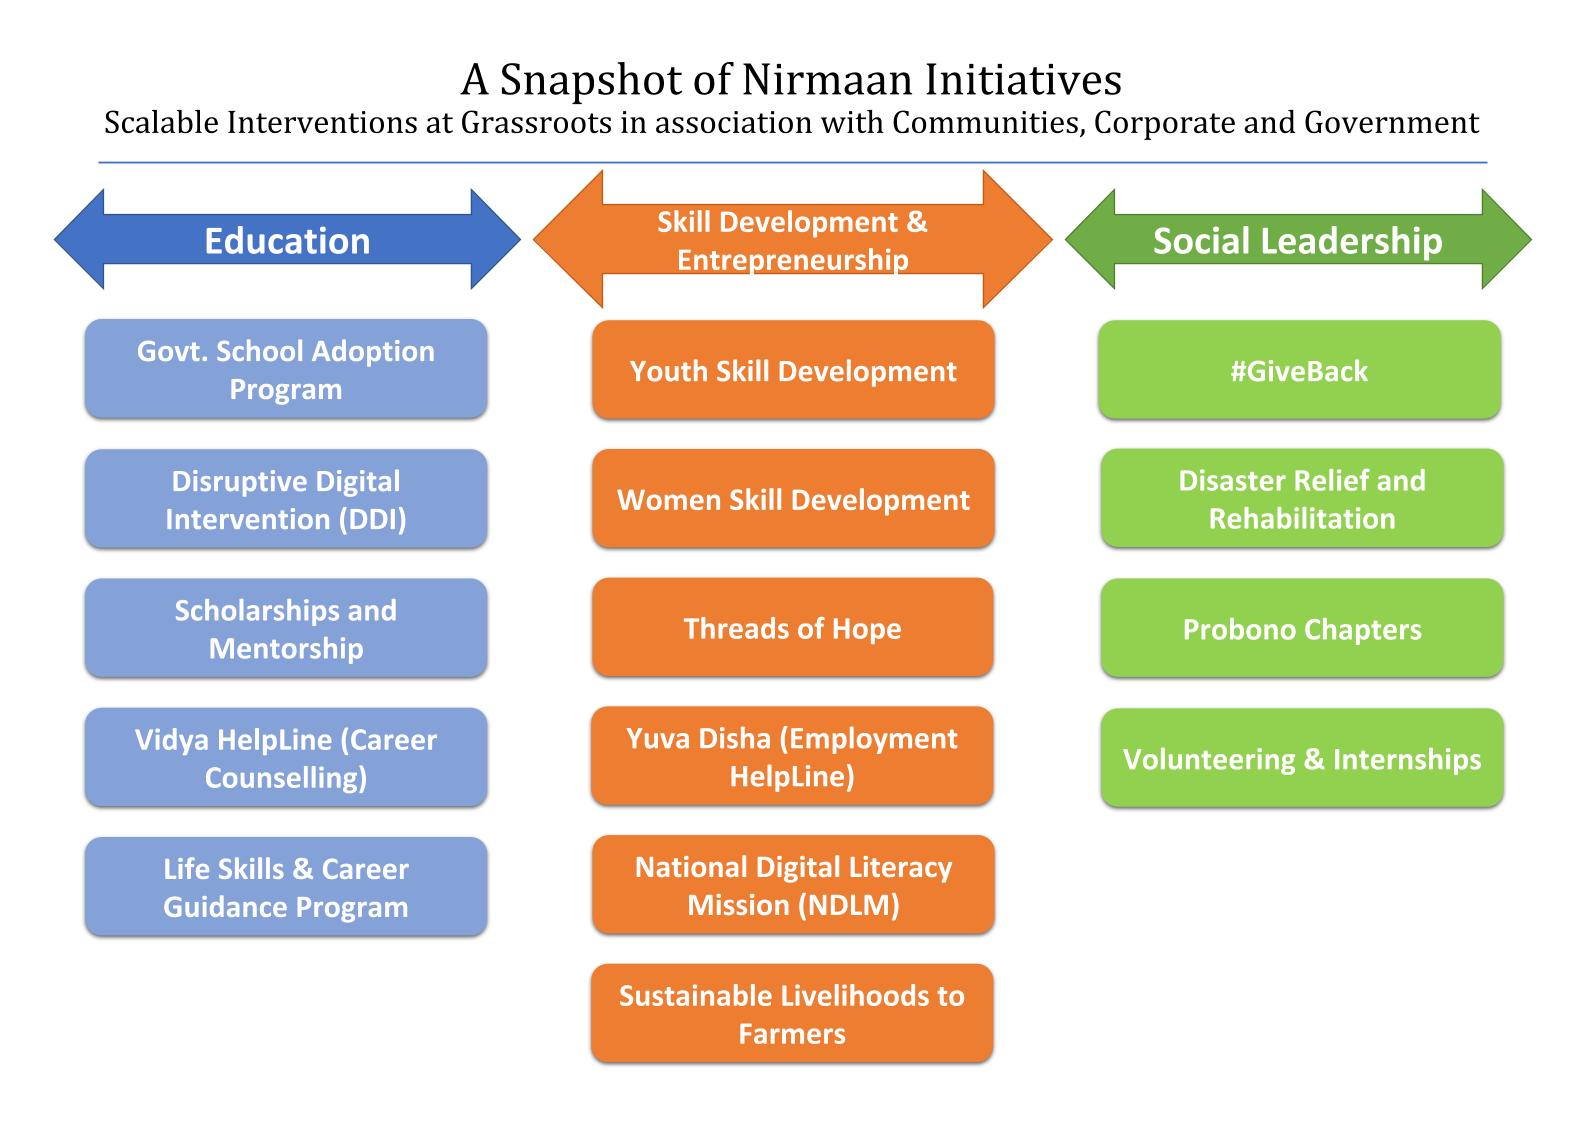 A Snapshot of Nirmaan Initiatives
Scalable Interventions at Grassroots in association with Communities, Corporate and Government
Education
Govt. School Adoption
Program
Disruptive Digital
Intervention (DDI)
Scholarships and
Mentorship
Vidya HelpLine (Career
Counselling)
Life Skills & Career
Guidance Program
Skill Development &
Entrepreneurship
Youth Skill Development
Women Skill Development
Threads of Hope
Yuva Disha (Employment
HelpLine)
National Digital Literacy
Mission (NDLM)
Sustainable Livelihoods to
Farmers
Social Leadership
#GiveBack
Disaster Relief and
Rehabilitation
Probono Chapters
Volunteering & Internships